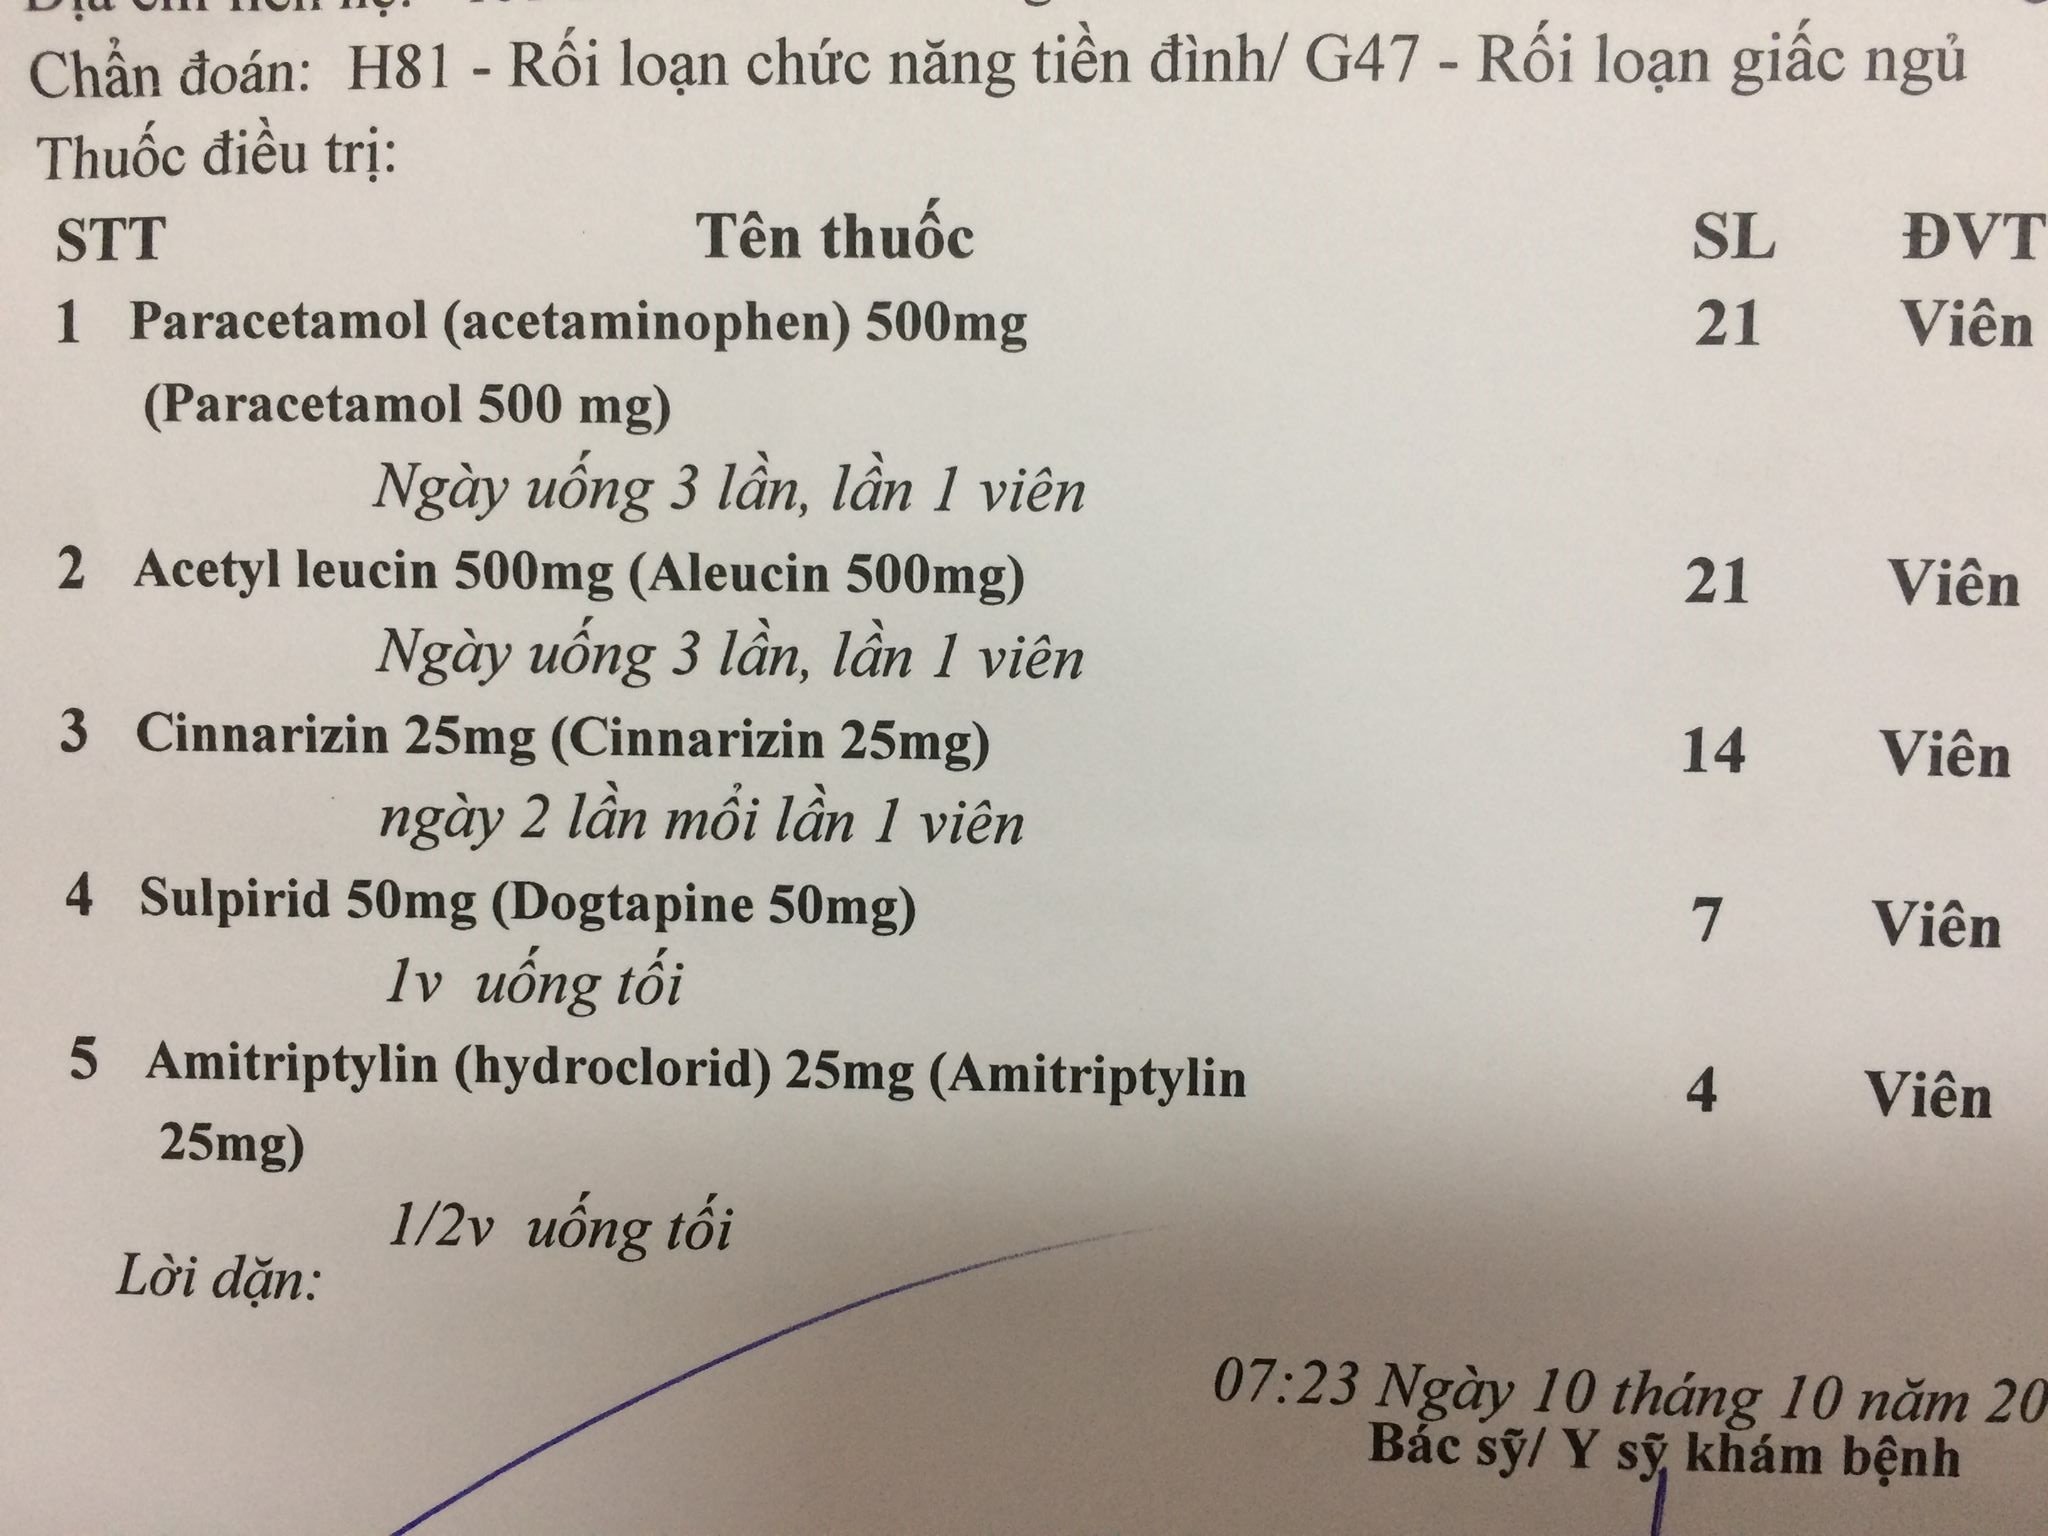 Chẩn đoán: H81 - Rối loạn chức năng tiền đình/ G47 - Rối loạn giấc ngủ
Thuốc điều trị:
STT Tên thuốc SL ĐVT
1 Paracetamol (acetaminophen) 500mg 21 Viên
(Paracetamol 500 mg)
Ngày uống 3 lần, lần 1 viên
2 Acetyl leucin 500mg (Aleucin 500mg) 21 Viên
Ngày uống 3 lần, lần 1 viên
3 Cinnarizin 25mg (Cinnarizin 25mg) 14 Viên
ngày 2 lần mổi lần 1 viên
4 Sulpirid 50mg (Dogtapine 50mg) 7 Viên
1v uống tối
5 Amitriptylin (hydroclorid) 25mg (Amitriptylin 4 Viên
25mg)
1/2v uống tối
Lời dặn:
07:23 Ngày 10 tháng 10 năm 20
Bác sỹ/ Y sỹ khám bệnh